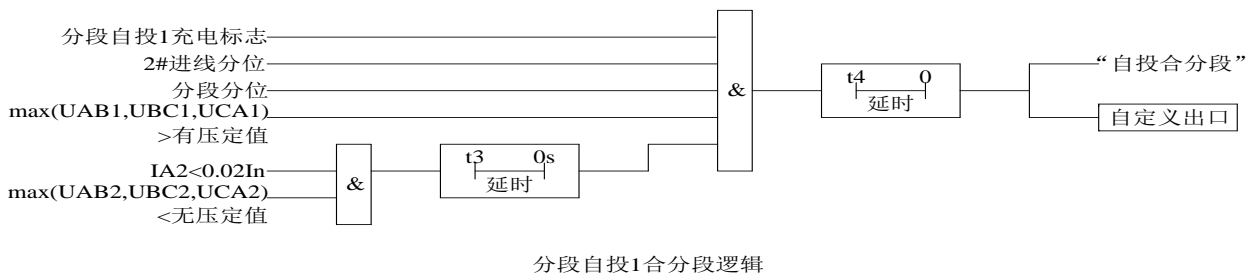 分段自投1充电标志
2#进线分位
分段分位
max(UAB1,UBC1,UCA1)
>有压定值
IA2<0.02In
max(UAB2,UBC2,UCA2)
<无压定值
&
t3 0s
延时
&
t4 0
延时
“自投合分段”
自定义出口
分段自投1合分段逻辑